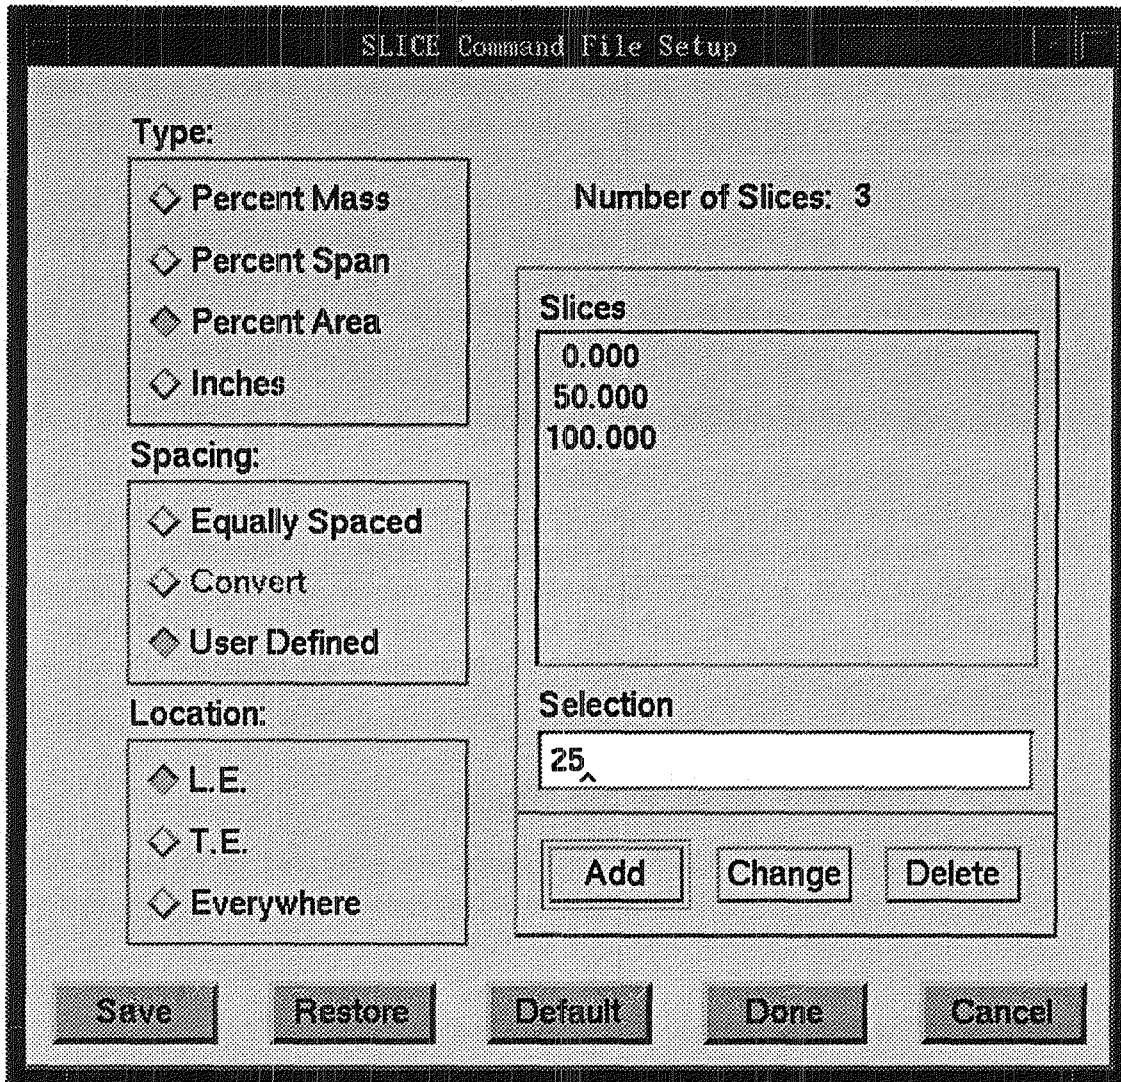 SLICE Command File Setup
Type:
Percent Mass
Percent Span
Percent Area
Inches
Spacing:
Equally Spaced
Convert
User Defined
Location:
L.E.
T.E.
Everywhere
Number of Slices: 3
Slices
0.000
50.000
100.000
Selection
25
Add Change Delete
Save Restore Default Done Cancel